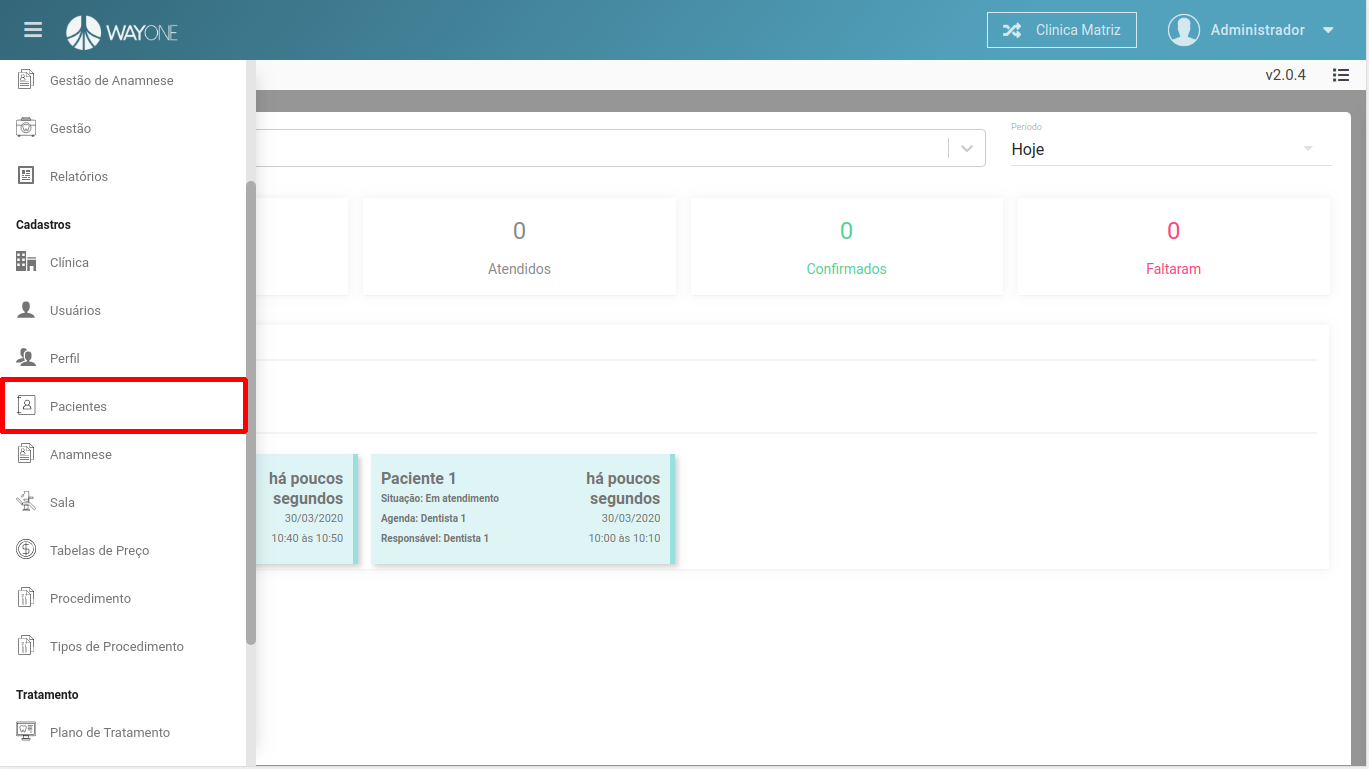 WAYONE
Clinica Matriz
Administrador
v2.0.4
Gestão de Anamnese
Gestão
Relatórios
Cadastros
Clínica
Usuários
Perfil
Pacientes
Anamnese
Sala
Tabelas de Preço
Procedimento
Tipos de Procedimento
Tratamento
Plano de Tratamento
Período
Hoje
0
Atendidos
0
Confirmados
0
Faltaram
há poucos
segundos
30/03/2020
10:40 às 10:50
Paciente 1
Situação: Em atendimento
Agenda: Dentista 1
Responsável: Dentista 1
há poucos
segundos
30/03/2020
10:00 às 10:10